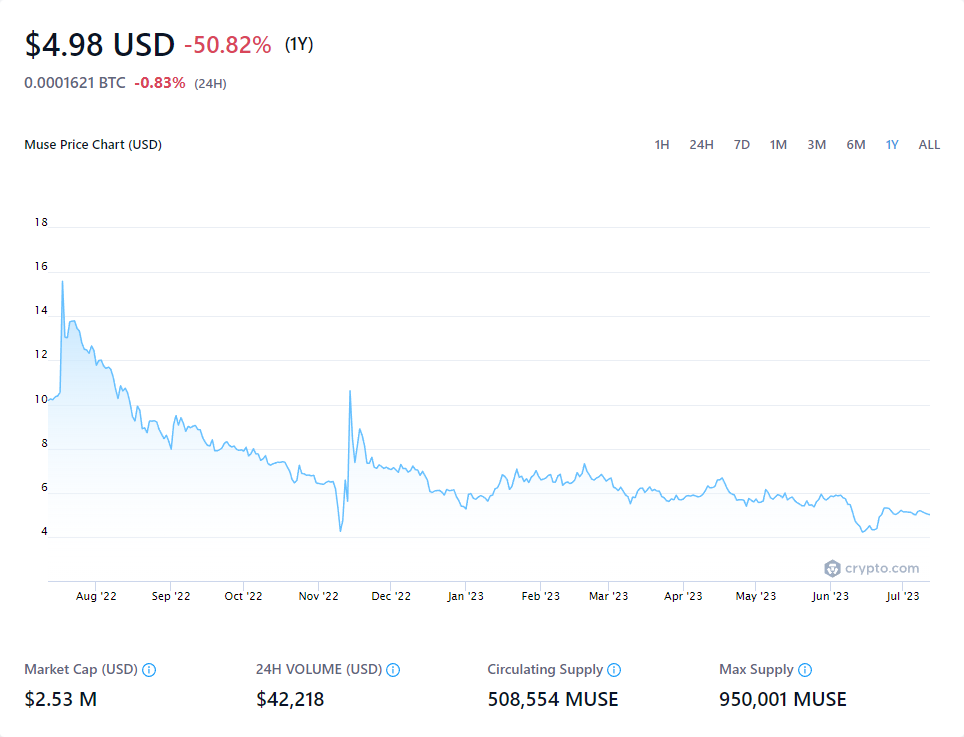 $4.98 USD -50.82% (1Y)
0.0001621 BTC -0.83% (24H)
Muse Price Chart (USD) 1H 24H 7D 1M 3M 6M 1Y ALL
18
16
14
12
10
8
6
4
crypto.com
Aug '22 Sep '22 Oct '22 Nov '22 Dec '22 Jan '23 Feb '23 Mar '23 Apr '23 May '23 Jun '23 Jul '23
Market Cap (USD) 24H VOLUME (USD) Circulating Supply Max Supply
$2.53 M $42,218 508,554 MUSE 950,001 MUSE